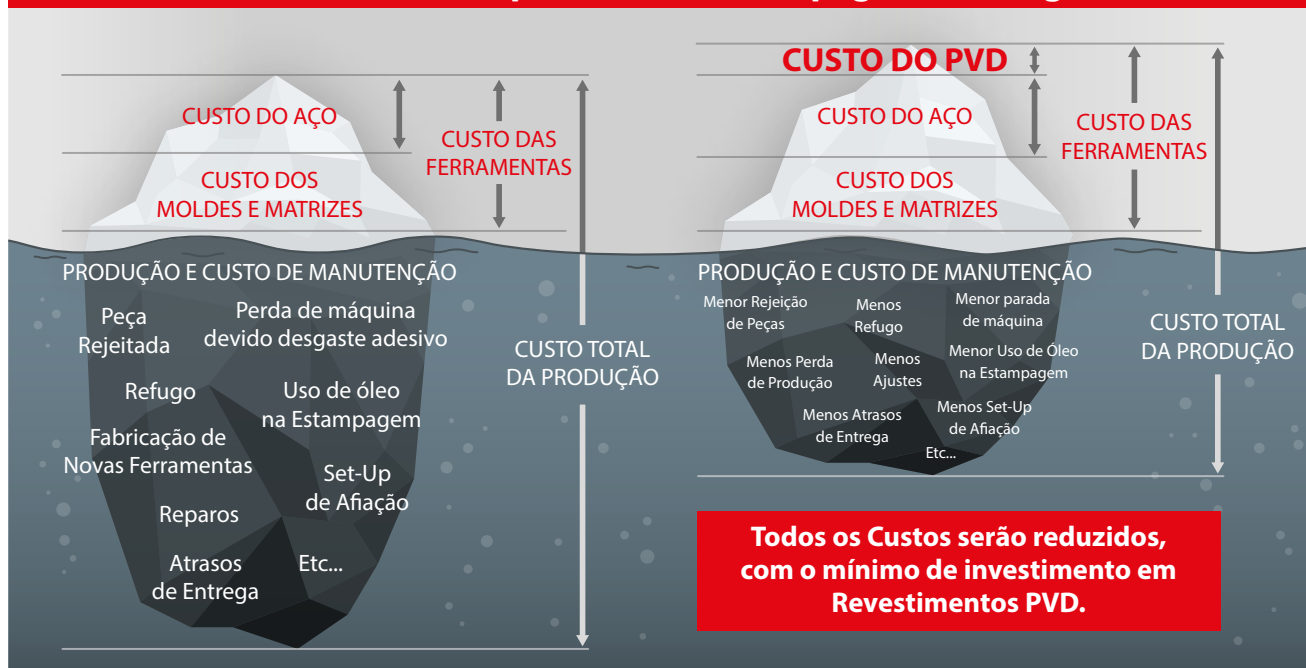 CUSTO DO AÇO
CUSTO DOS
MOLDES E MATRIZES
CUSTO DAS
FERRAMENTAS
PRODUÇÃO E CUSTO DE MANUTENÇÃO
Peça
Rejeitada
Perda de máquina
devido desgaste adesivo
Refugo
Uso de óleo
na Estampagem
Fabricação de
Novas Ferramentas
Set-Up
de Afiação
Reparos
Atrasos
de Entrega
Etc...
CUSTO TOTAL
DA PRODUÇÃO
CUSTO DO PVD
CUSTO DO AÇO
CUSTO DOS
MOLDES E MATRIZES
CUSTO DAS
FERRAMENTAS
PRODUÇÃO E CUSTO DE MANUTENÇÃO
Menor Rejeição
de Peças
Menos
Refugo
Menor parada
de máquina
Menos Perda
de Produção
Menos
Ajustes
Menor Uso de Óleo
na Estampagem
Menos Atrasos
de Entrega
Menos Set-Up
de Afiação
Etc...
CUSTO TOTAL
DA PRODUÇÃO
Todos os Custos serão reduzidos,
com o mínimo de investimento em
Revestimentos PVD.